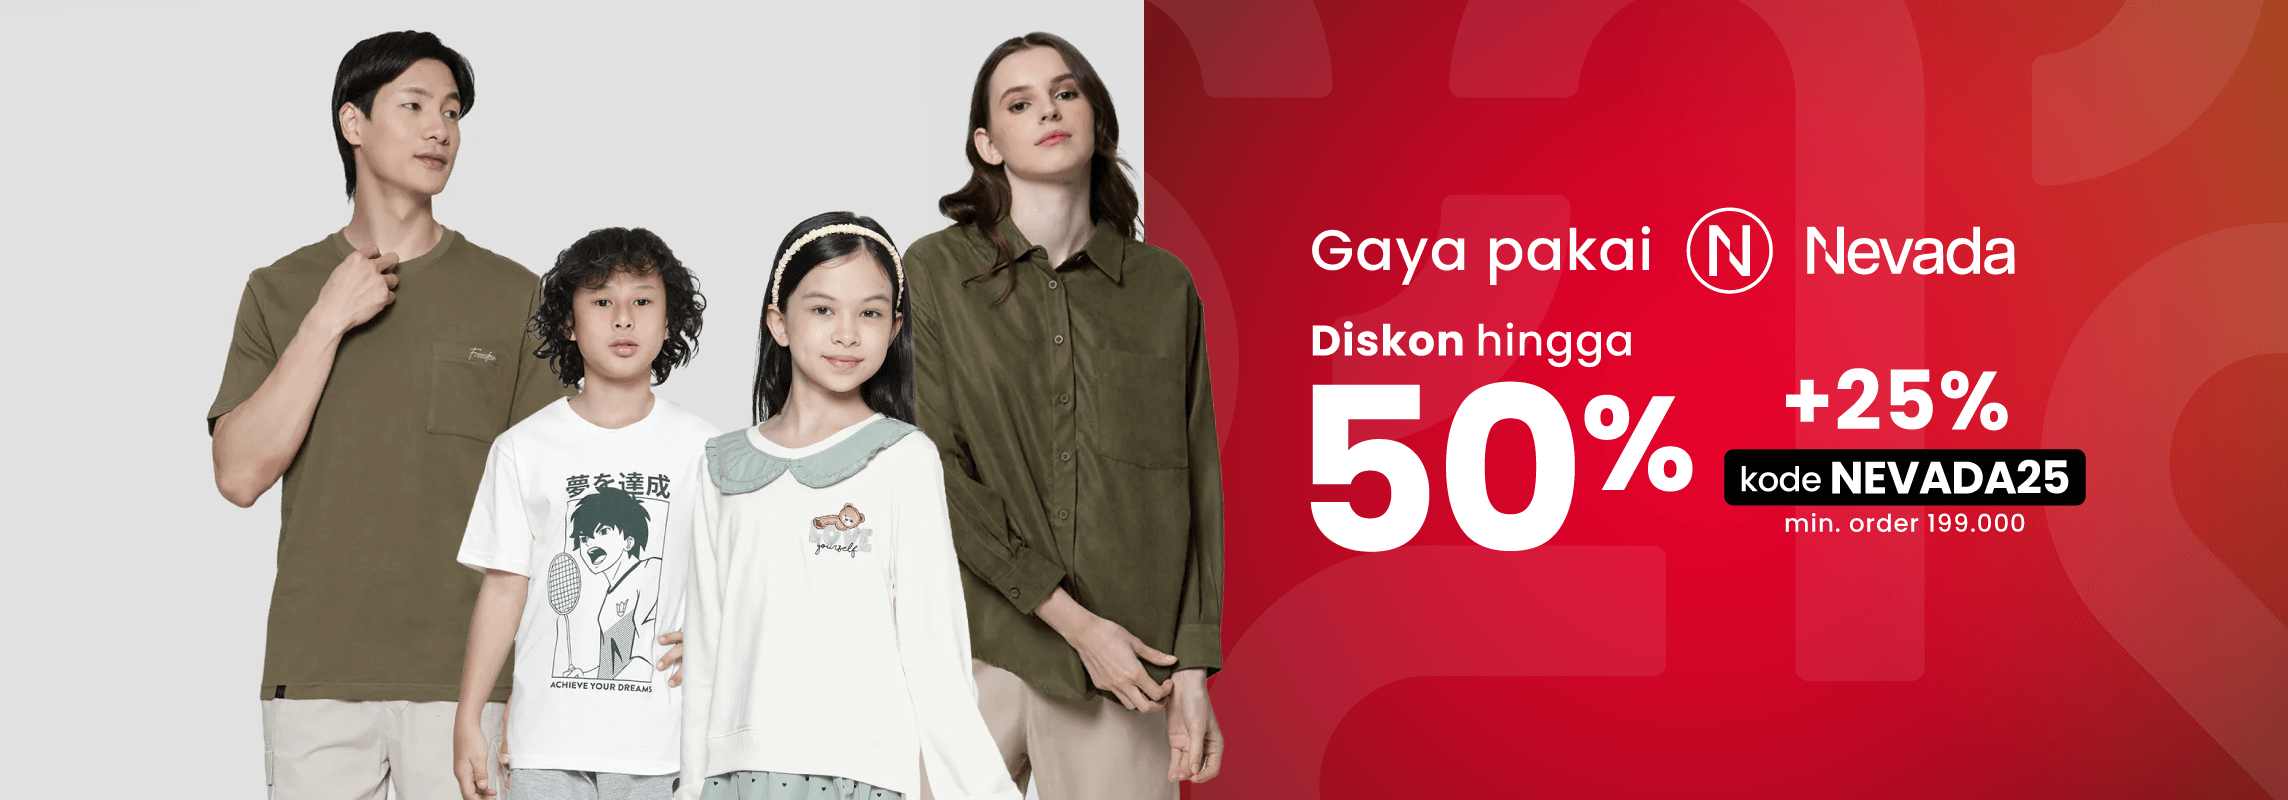 Gaya pakai N Nevada
Diskon hingga
50%
+25%
kode NEVADA25
min. order 199.000
夢を達成
ACHIEVE YOUR DREAMS
LOVE
yourself